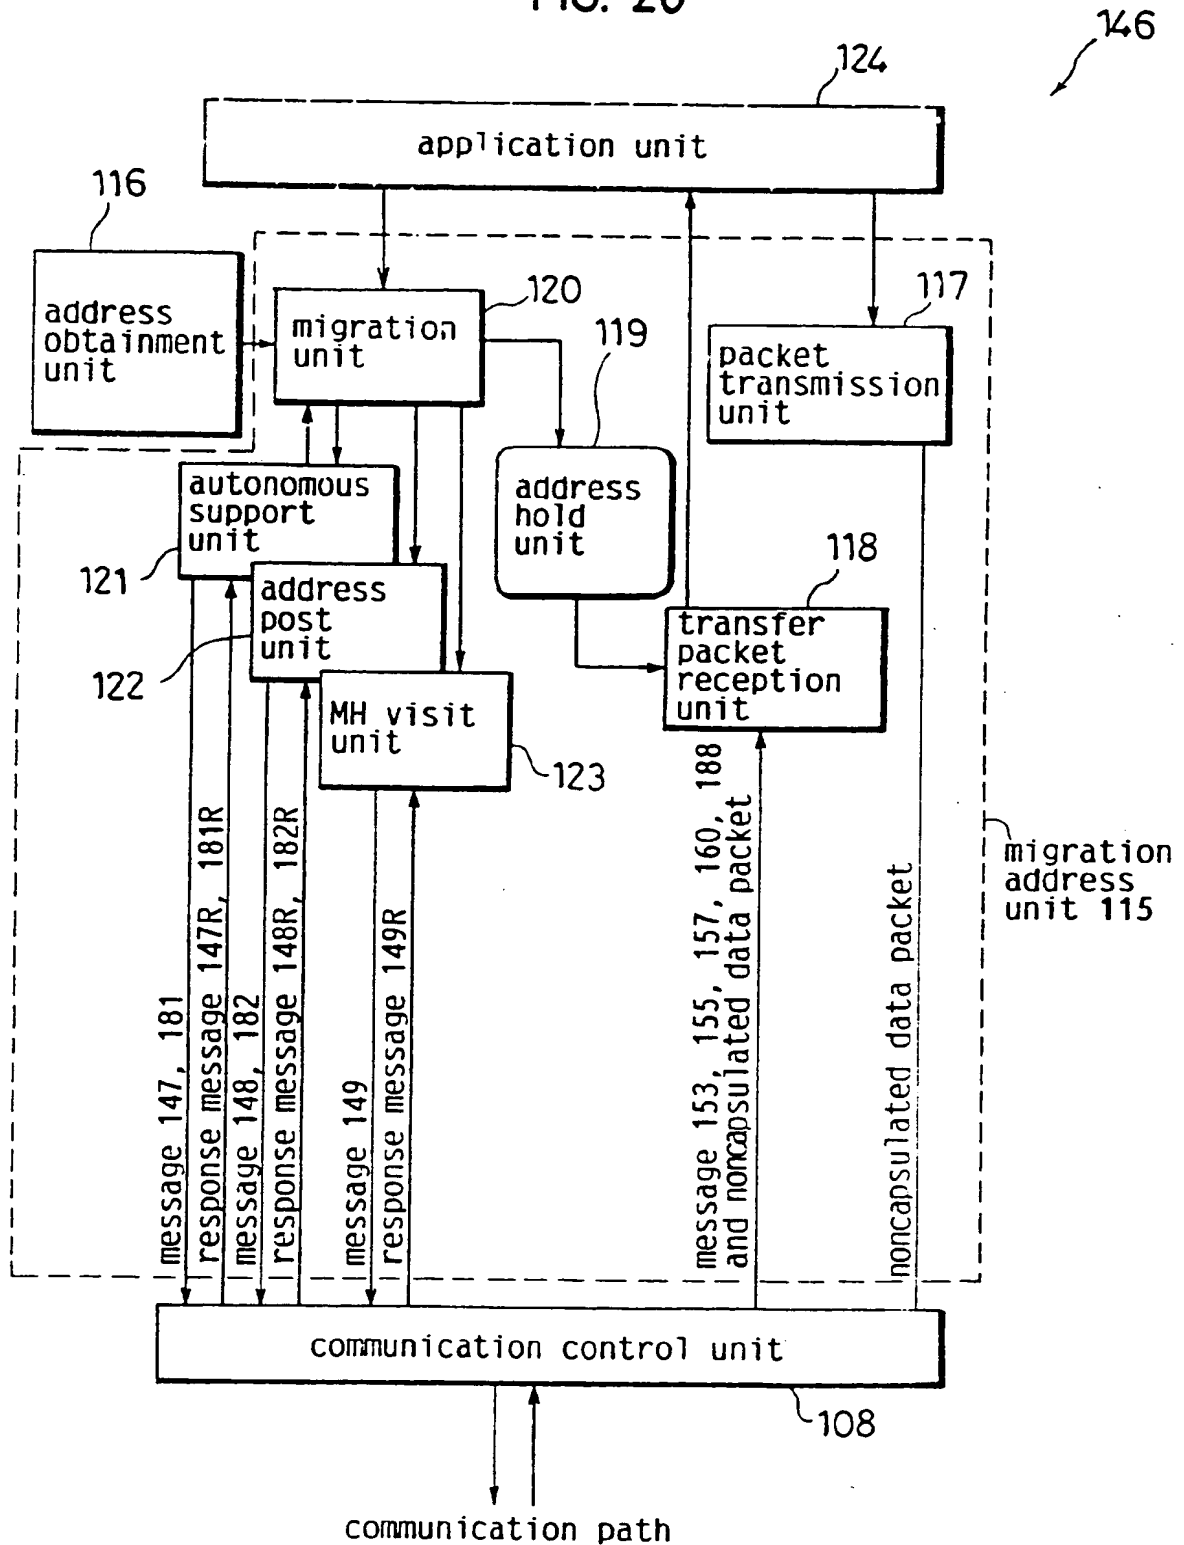 FIG. 26
146
124
application unit
116
address
obtainment
unit
120
migration
unit
119
117
packet
transmission
unit
autonomous
support
unit
121
address
hold
unit
118
address
post
unit
122
transfer
packet
reception
unit
MH visit
unit
123
migration
address
unit 115
message 147, 181
response message 147R, 181R
message 148, 182
response message 148R, 182R
message 149
response message 149R
message 153, 155, 157, 160, 188
and noncapsulated data packet
noncapsulated data packet
communication control unit
108
communication path